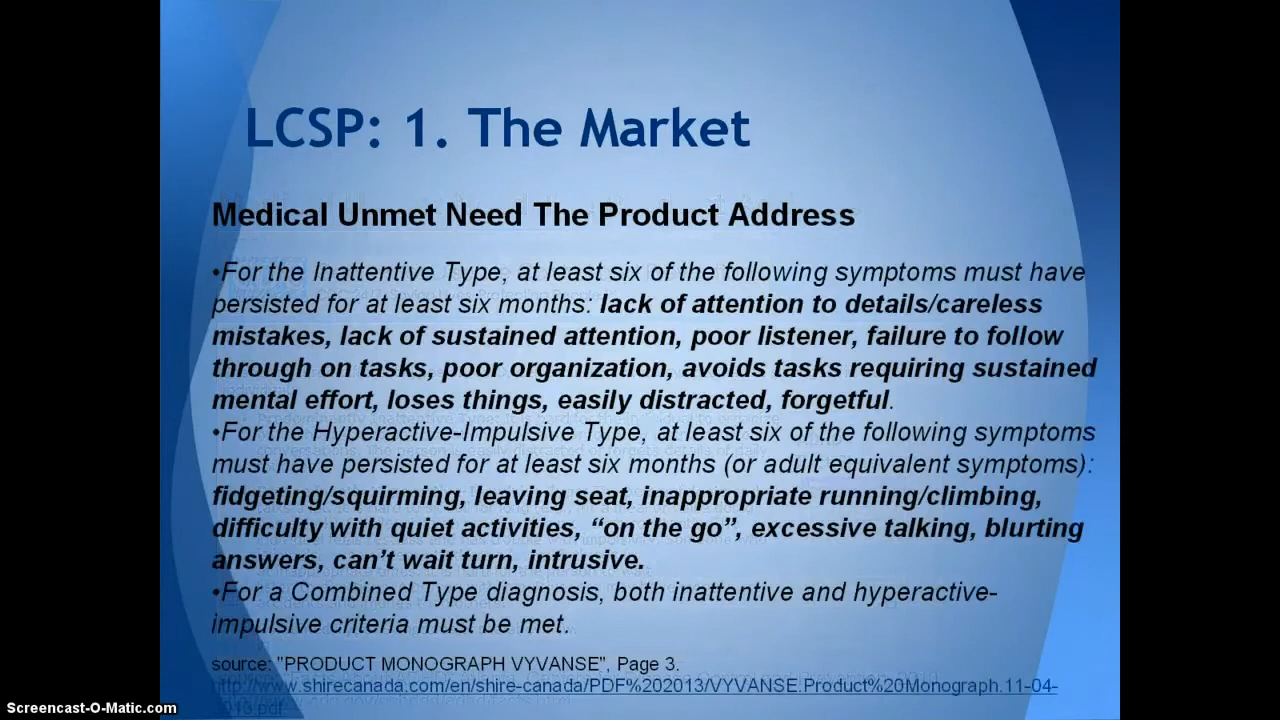 LCSP: 1. The Market
Medical Unmet Need The Product Address
•For the Inattentive Type, at least six of the following symptoms must have
persisted for at least six months: lack of attention to details/careless
mistakes, lack of sustained attention, poor listener, failure to follow
through on tasks, poor organization, avoids tasks requiring sustained
mental effort, loses things, easily distracted, forgetful.
•For the Hyperactive-Impulsive Type, at least six of the following symptoms
must have persisted for at least six months (or adult equivalent symptoms):
fidgeting/squirming, leaving seat, inappropriate running/climbing,
difficulty with quiet activities, “on the go”, excessive talking, blurting
answers, can’t wait turn, intrusive.
•For a Combined Type diagnosis, both inattentive and hyperactive-
impulsive criteria must be met.
source: "PRODUCT MONOGRAPH VYVANSE", Page 3.
http://www.shirecanada.com/en/shire-canada/PDF%202013/VYVANSE.Product%20Monograph.11-04-
2013.pdf
Screencast-O-Matic.com